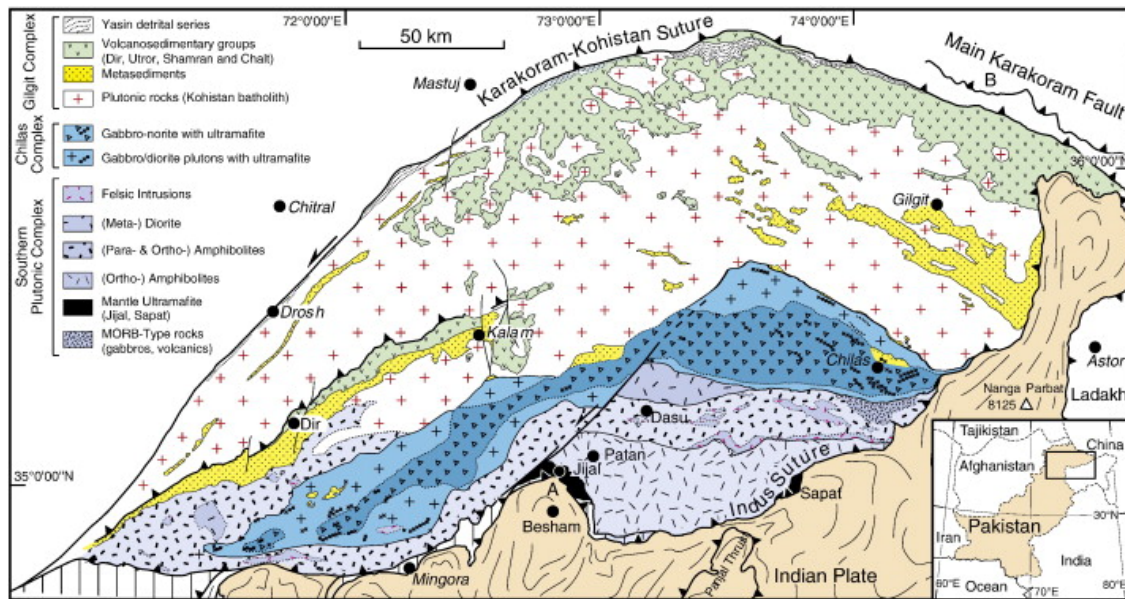 72°0'00"E
73°0'00"E
74°0'00"E
50 km
Gilgit Complex
Yasin detrital series
Volcanosedimentary groups
(Dir, Utror, Shamran and Chalt)
Metasediments
Plutonic rocks (Kohistan batholith)
Chilas
Complex
Gabbro-norite with ultramafite
Gabbro/diorite plutons with ultramafite
Southern
Plutonic Complex
Felsic Intrusions
(Meta-) Diorite
(Para- & Ortho-) Amphibolites
(Ortho-) Amphibolites
Mantle Ultramafite
(Jijal, Sapat)
MORB-Type rocks
(gabbros, volcanics)
Karakoram-Kohistan Suture
Main Karakoram Fault
B
Mastuj
36°0'00"N
Chitral
Gilgit
Drosh
Kalam
Chilas
Astor
Nanga Parbat
8125
Ladakh
Dir
Dasu
Patan
Jijal
A
Indus Suture
Sapat
35°0'00"N
Besham
Mingora
Panjal Thrust
Indian Plate
Tajikistan
China
Afghanistan
Pakistan
30°N
Iran
India
60°E
70°E
Ocean